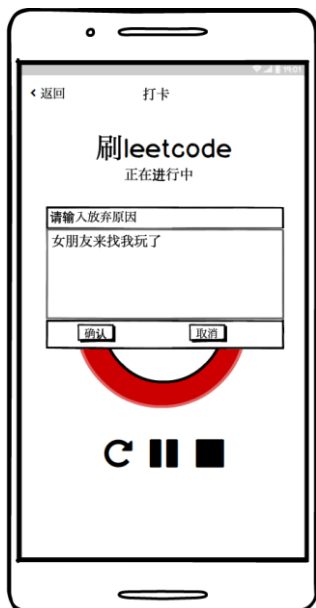 返回
打卡
刷leetcode
正在进行中
请输入放弃原因
女朋友来找我玩了
确认
取消